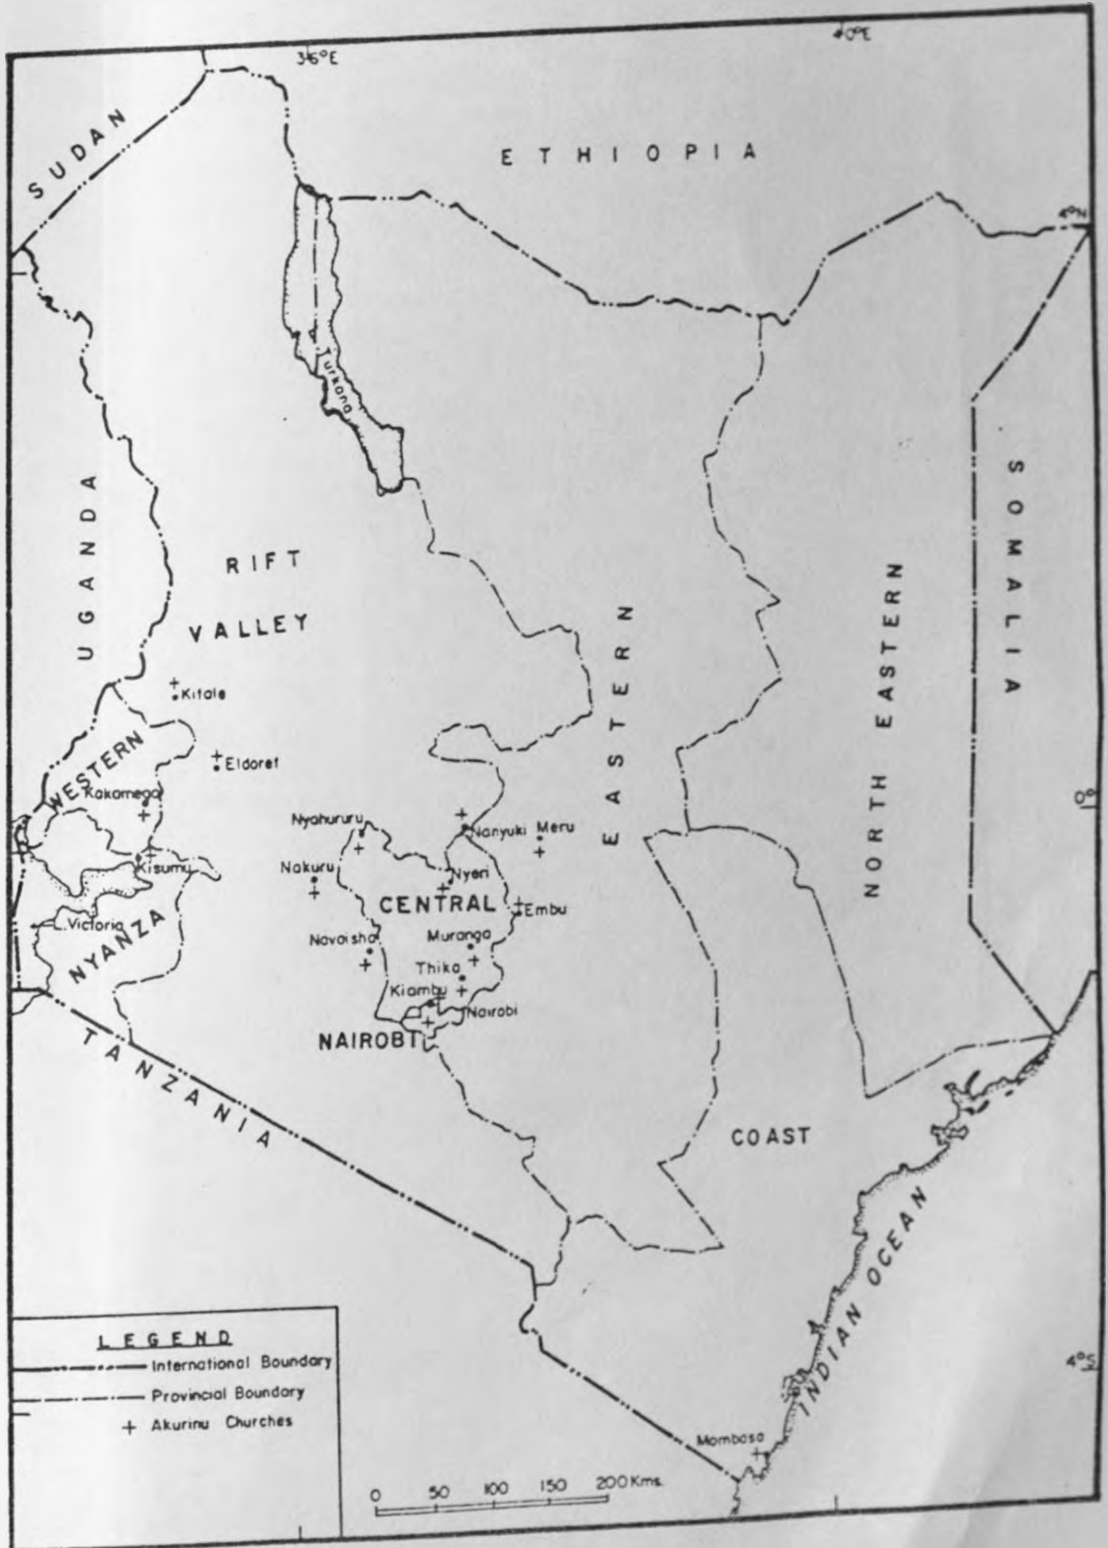 36°E
40°E
SUDAN
ETHIOPIA
4°N
L. Turkana
UGANDA
RIFT
VALLEY
SOMALIA
EASTERN
NORTH EASTERN
Kitale
WESTERN
Eldoret
Kakamega
0°
Nyahururu
Nanyuki
Meru
Kisumu
Nakuru
Nyeri
CENTRAL
Embu
L. Victoria
NYANZA
Naivasha
Muranga
Thika
Kiambu
Nairobi
NAIROBI
TANZANIA
COAST
INDIAN OCEAN
4°S
Mombasa
LEGEND
International Boundary
Provincial Boundary
+ Akurinu Churches
0 50 100 150 200 Kms.